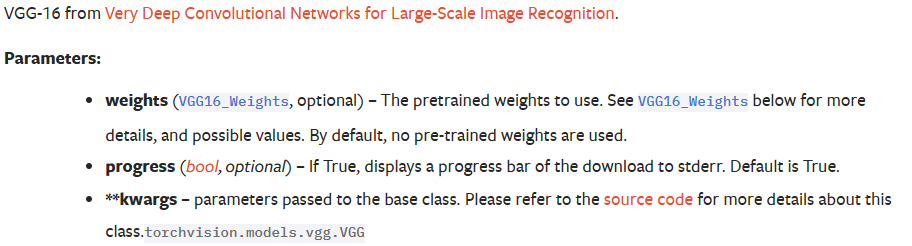 VGG-16 from Very Deep Convolutional Networks for Large-Scale Image Recognition.
Parameters:
• weights (VGG16_Weights, optional) – The pretrained weights to use. See VGG16_Weights below for more
details, and possible values. By default, no pre-trained weights are used.
• progress (bool, optional) – If True, displays a progress bar of the download to stderr. Default is True.
• **kwargs – parameters passed to the base class. Please refer to the source code for more details about this
class.torchvision.models.vgg.VGG